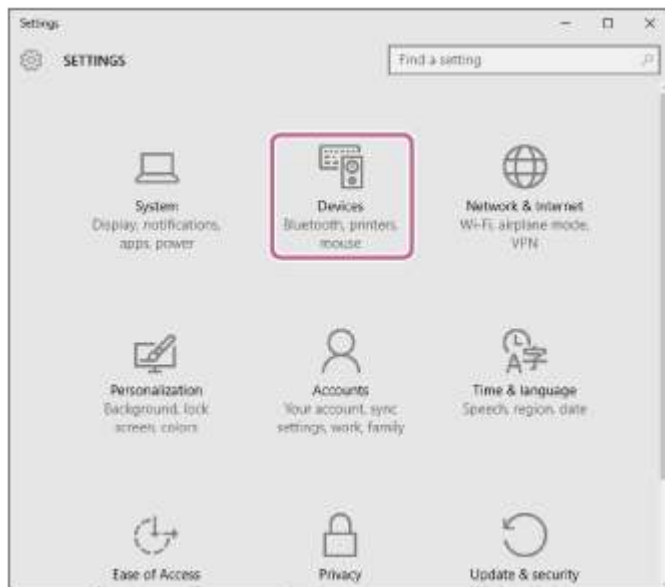 Settings
SETTINGS
Find a setting
System
Display, notifications,
apps, power
Devices
Bluetooth, printers,
mouse
Network & Internet
Wi-Fi, airplane mode,
VPN
Personalization
Background, lock
screen, colors
Accounts
Your account, sync
settings, work, family
A字
Time & language
Speech, region, date
Ease of Access
Privacy
Update & security